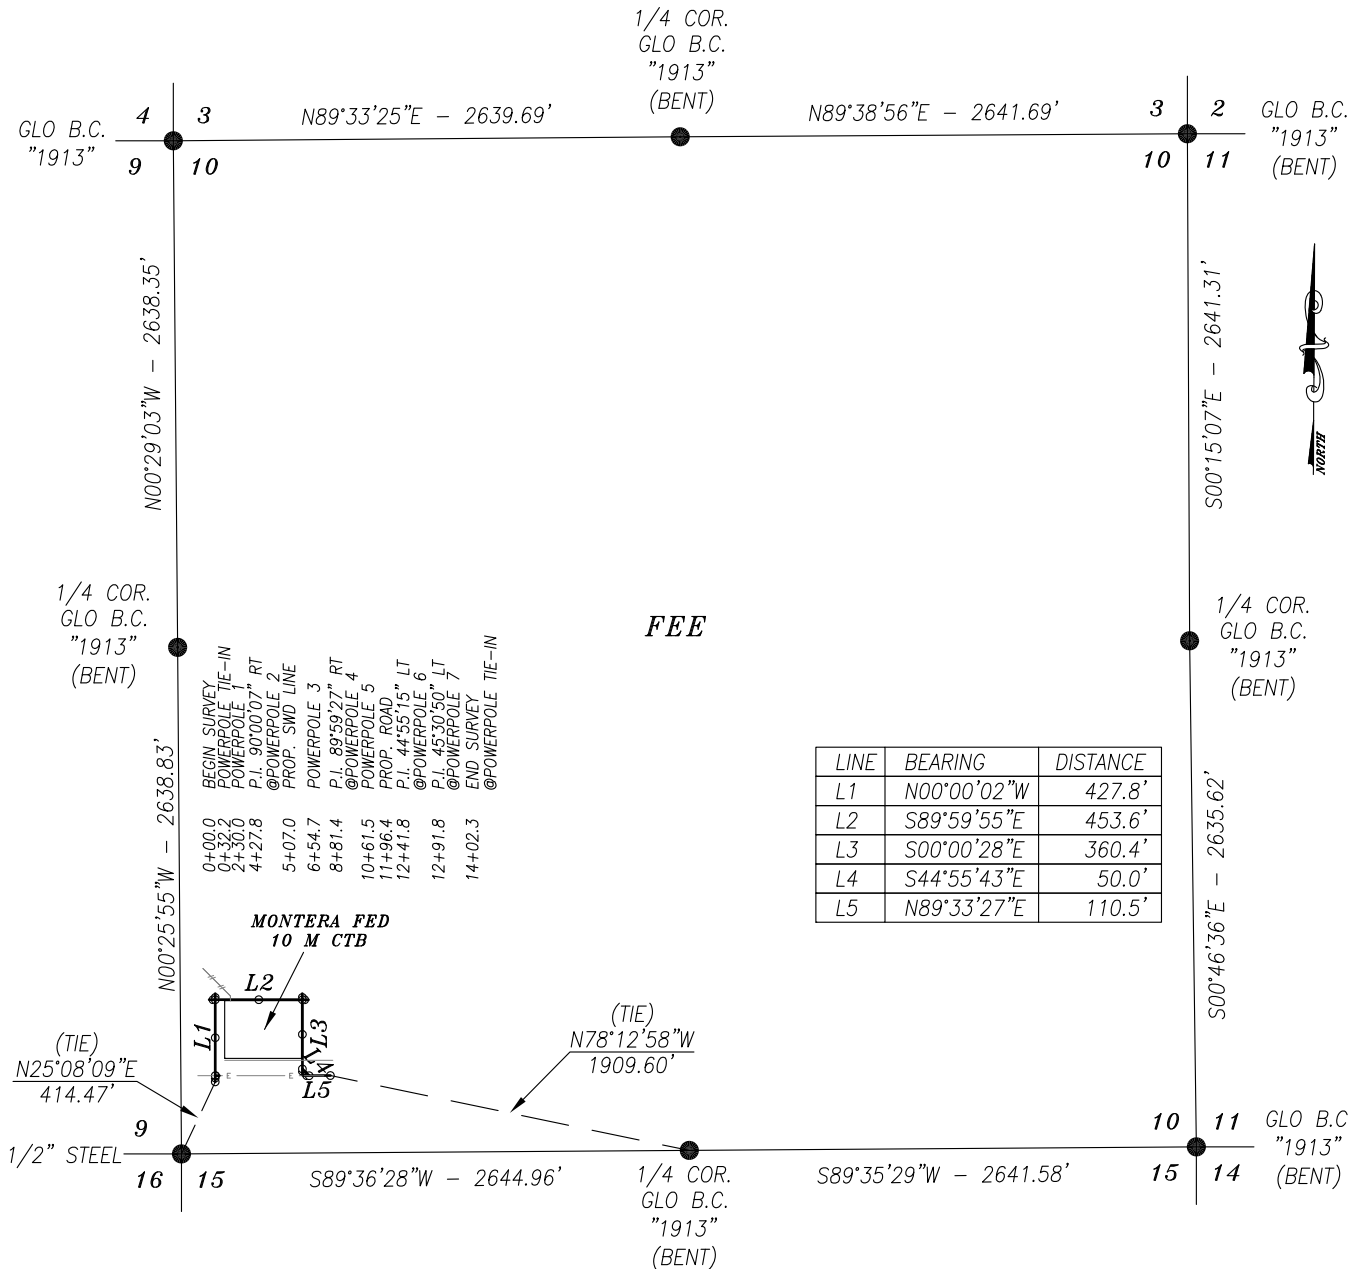 1/4 COR.
GLO B.C.
"1913"
(BENT)
4 3
N89°33'25"E - 2639.69'
N89°38'56"E - 2641.69'
3 2
GLO B.C.
"1913"
9 10
10 11
GLO B.C.
"1913"
(BENT)
N00°29'03"W - 2638.35'
S00°15'07"E - 2641.31'
NORTH
1/4 COR.
GLO B.C.
"1913"
(BENT)
FEE
1/4 COR.
GLO B.C.
"1913"
(BENT)
N00°25'55"W - 2638.83'
0+00.0 BEGIN SURVEY
0+32.2 POWERPOLE TIE-IN
2+30.0 POWERPOLE 1
4+27.8 P.I. 90°00'07" RT
@POWERPOLE 2
5+07.0 PROP. SWD LINE
6+54.7 POWERPOLE 3
8+81.4 P.I. 89°59'27" RT
@POWERPOLE 4
10+61.5 POWERPOLE 5
11+96.4 PROP. ROAD
12+41.8 P.I. 44°55'15" LT
@POWERPOLE 6
12+91.8 P.I. 45°30'50" LT
@POWERPOLE 7
14+02.3 END SURVEY
@POWERPOLE TIE-IN
LINE BEARING DISTANCE
L1 N00°00'02"W 427.8'
L2 S89°59'55"E 453.6'
L3 S00°00'28"E 360.4'
L4 S44°55'43"E 50.0'
L5 N89°33'27"E 110.5'
S00°46'36"E - 2635.62'
MONTERA FED
10 M CTB
L2
L1
L3
L4
L5
E E
(TIE)
N25°08'09"E
414.47'
(TIE)
N78°12'58"W
1909.60'
9
1/2" STEEL
16 15
S89°36'28"W - 2644.96'
1/4 COR.
GLO B.C.
"1913"
(BENT)
S89°35'29"W - 2641.58'
10 11
15 14
GLO B.C
"1913"
(BENT)